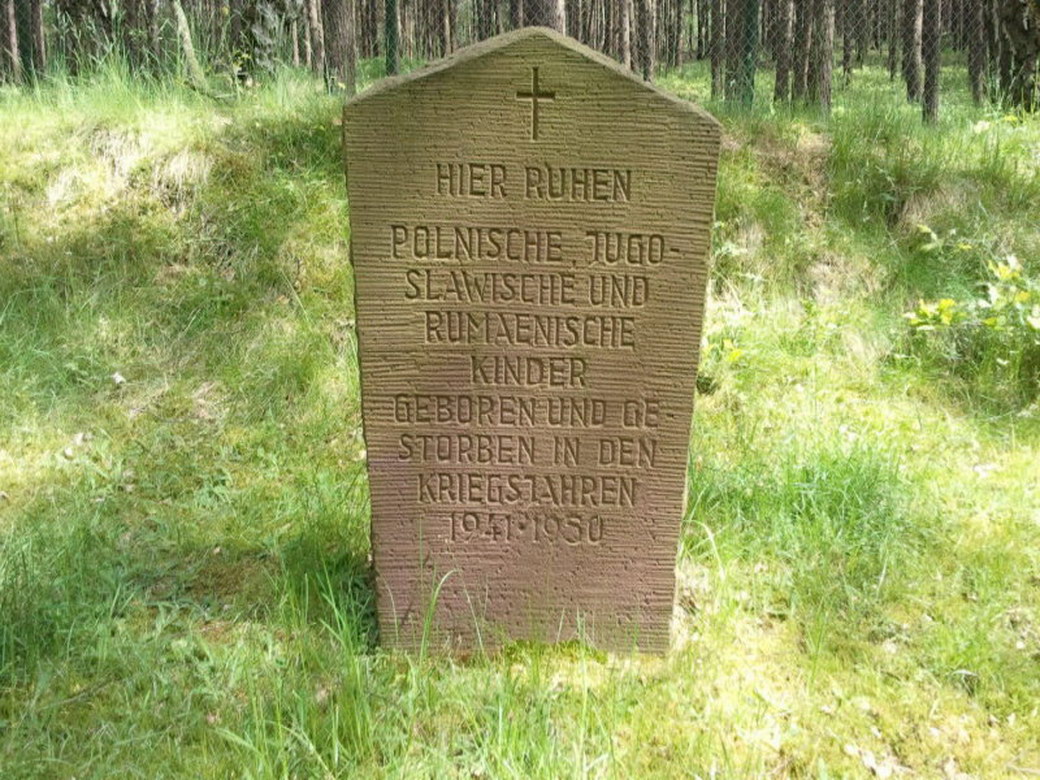 HIER RUHEN
POLNISCHE, JUGO-
SLAWISCHE UND
RUMAENISCHE
KINDER
GEBOREN UND GE-
STORBEN IN DEN
KRIEGSJAHREN
1941-1950